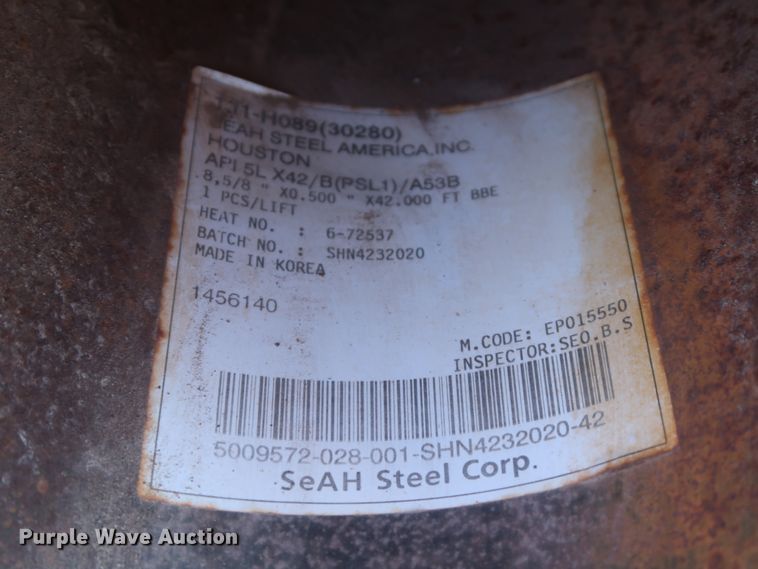 SEAH STEEL AMERICA,INC.
HOUSTON
API 5L X42/B(PSL1)/A53B
8,5/8 " X0.500 " X42.000 FT BBE
1 PCS/LIFT
HEAT NO. : 6-72537
BATCH NO. : SHN4232020
MADE IN KOREA
1456140
M.CODE: EP015550
INSPECTOR:SEO.B.S
5009572-028-001-SHN4232020-42
SeAH Steel Corp.
Purple Wave Auction®